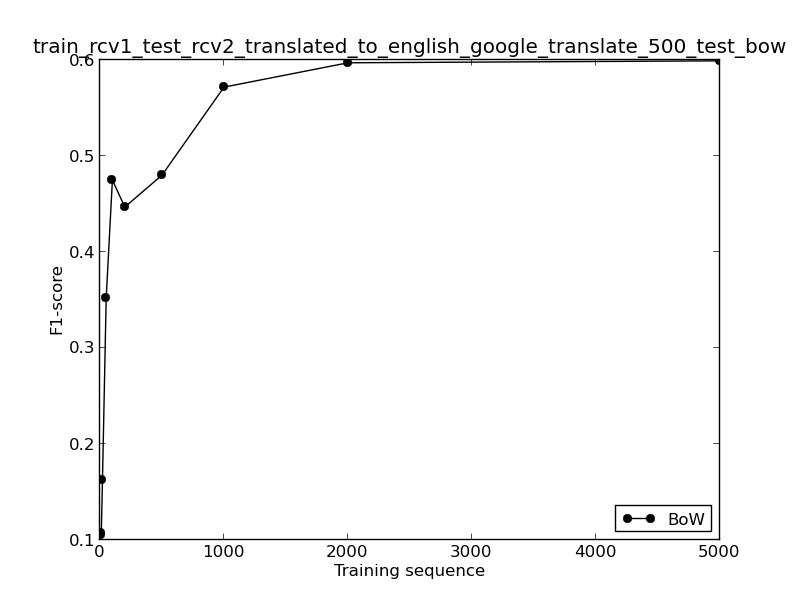 train_rcv1_test_rcv2_translated_to_english_google_translate_500_test_bow
0.6
0.5
0.4
0.3
0.2
0.1
F1-score
BoW
0 1000 2000 3000 4000 5000
Training sequence